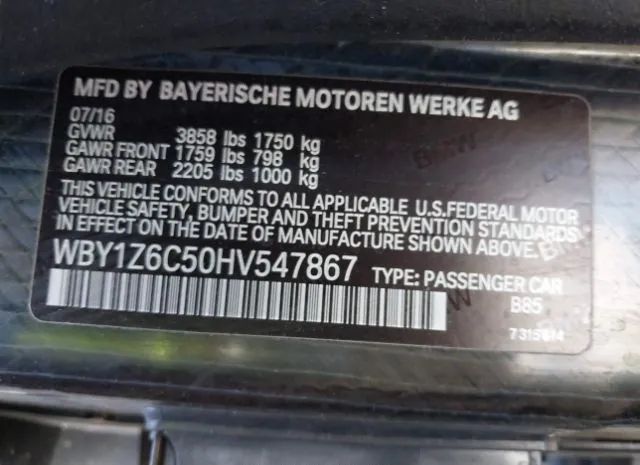 MFD BY BAYERISCHE MOTOREN WERKE AG
07/16
GVWR 3858 lbs 1750 kg
GAWR FRONT 1759 lbs 798 kg
GAWR REAR 2205 lbs 1000 kg
THIS VEHICLE CONFORMS TO ALL APPLICABLE U.S.FEDERAL MOTOR
VEHICLE SAFETY, BUMPER AND THEFT PREVENTION STANDARDS
IN EFFECT ON THE DATE OF MANUFACTURE SHOWN ABOVE.
WBY1Z6C50HV547867 TYPE: PASSENGER CAR
B85